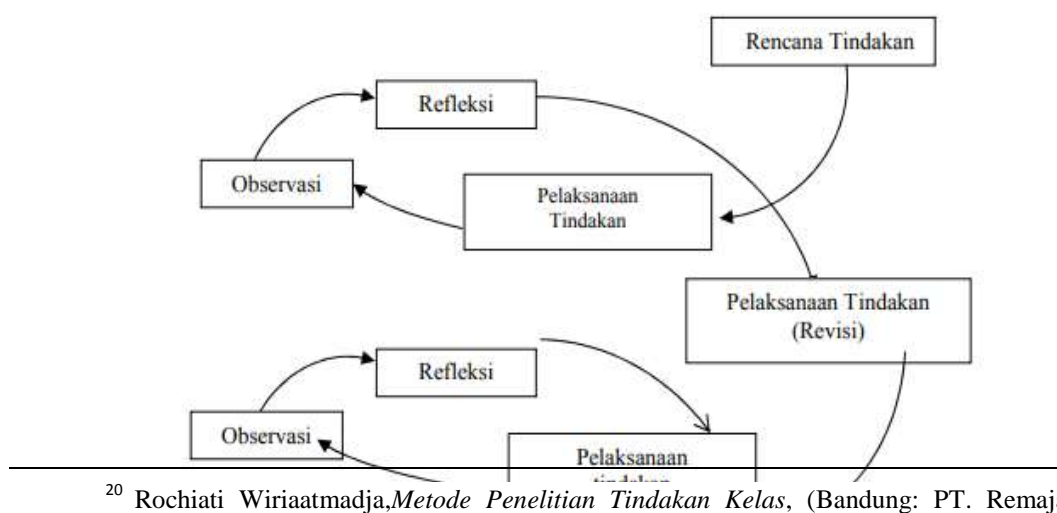 Rencana Tindakan
Refleksi
Observasi
Pelaksanaan
Tindakan
Pelaksanaan Tindakan
(Revisi)
Refleksi
Observasi
Pelaksanaan
20 Rochiati Wiriaatmadja,Metode Penelitian Tindakan Kelas, (Bandung: PT. Remaj